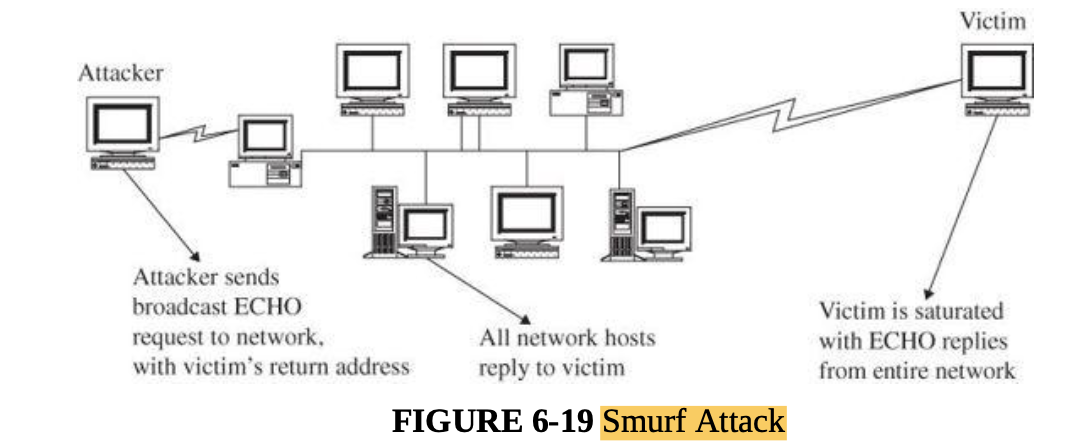 Victim
Attacker
Attacker sends
broadcast ECHO
request to network,
with victim’s return address
All network hosts
reply to victim
Victim is saturated
with ECHO replies
from entire network
FIGURE 6-19 Smurf Attack